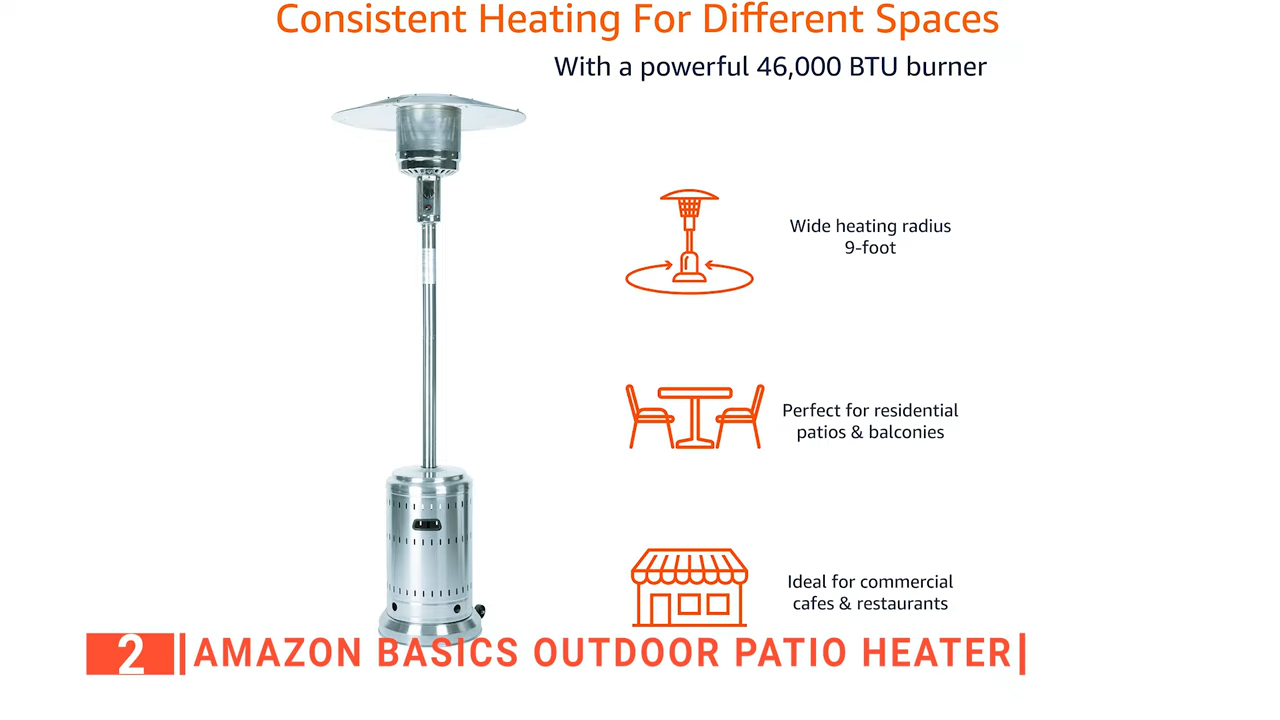 Consistent Heating For Different Spaces
With a powerful 46,000 BTU burner
Wide heating radius
9-foot
Perfect for residential
patios & balconies
Ideal for commercial
cafes & restaurants
2 AMAZON BASICS OUTDOOR PATIO HEATER